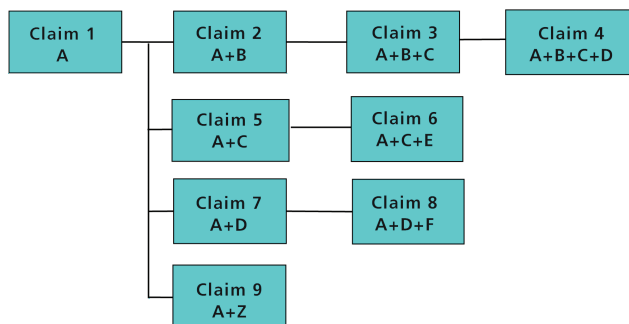 Claim 1
A
Claim 2
A+B
Claim 3
A+B+C
Claim 4
A+B+C+D
Claim 5
A+C
Claim 6
A+C+E
Claim 7
A+D
Claim 8
A+D+F
Claim 9
A+Z